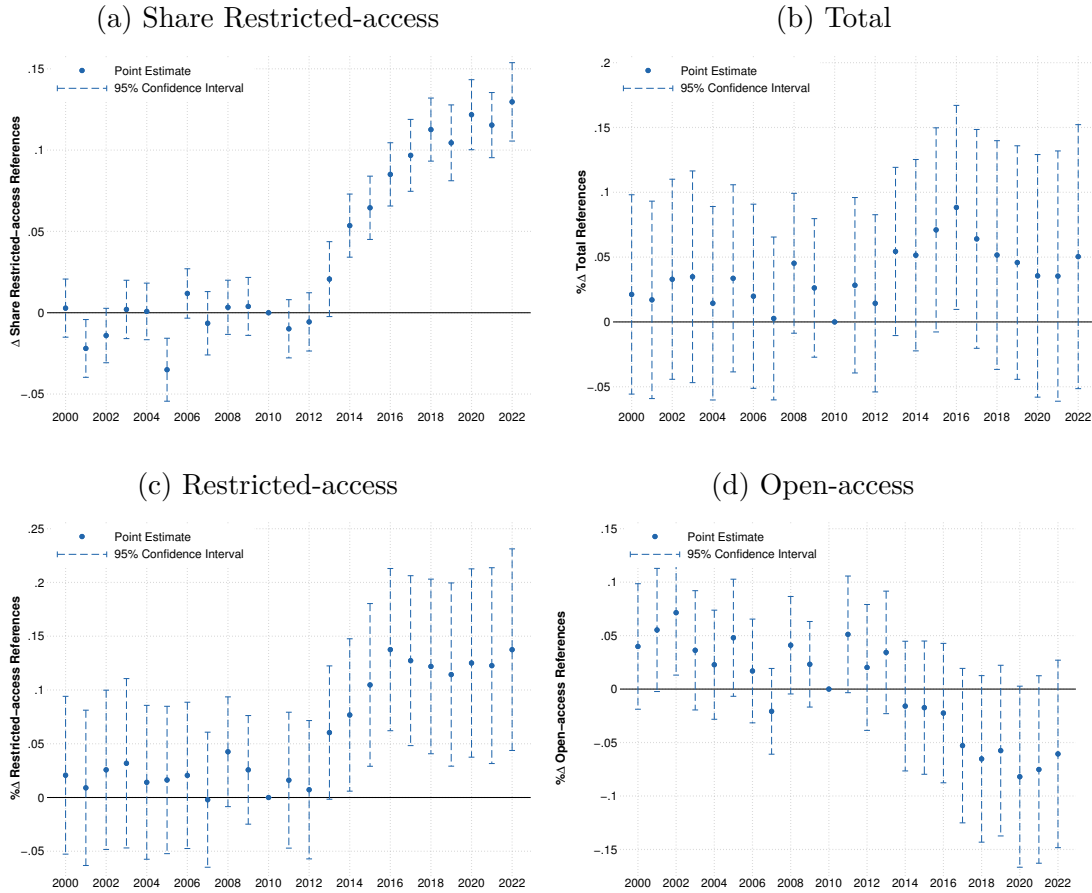 (a) Share Restricted-access
Point Estimate
95% Confidence Interval
Δ Share Restricted-access References
.15
.1
.05
0
-.05
2000 2002 2004 2006 2008 2010 2012 2014 2016 2018 2020 2022
(b) Total
Point Estimate
95% Confidence Interval
%Δ Total References
.2
.15
.1
.05
0
-.05
2000 2002 2004 2006 2008 2010 2012 2014 2016 2018 2020 2022
(c) Restricted-access
Point Estimate
95% Confidence Interval
%Δ Restricted-access References
.25
.2
.15
.1
.05
0
-.05
2000 2002 2004 2006 2008 2010 2012 2014 2016 2018 2020 2022
(d) Open-access
Point Estimate
95% Confidence Interval
%Δ Open-access References
.15
.1
.05
0
-.05
-.1
-.15
2000 2002 2004 2006 2008 2010 2012 2014 2016 2018 2020 2022